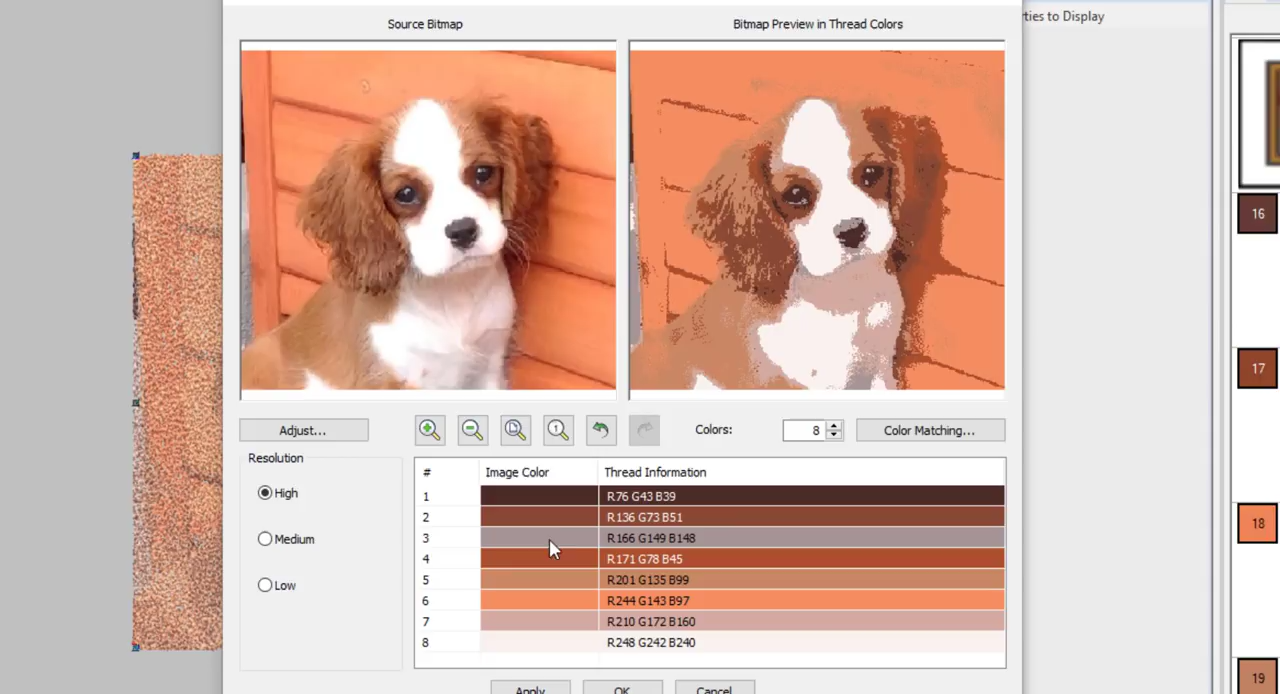 ties to Display
Source Bitmap
Bitmap Preview in Thread Colors
Adjust...
1
Colors:
8
Color Matching...
Resolution
High
Medium
Low
# Image Color Thread Information
1 R76 G43 B39
2 R136 G73 B51
3 R166 G149 B148
4 R171 G78 B45
5 R201 G135 B99
6 R244 G143 B97
7 R210 G172 B160
8 R248 G242 B240
Apply
OK
Cancel
16
17
18
19